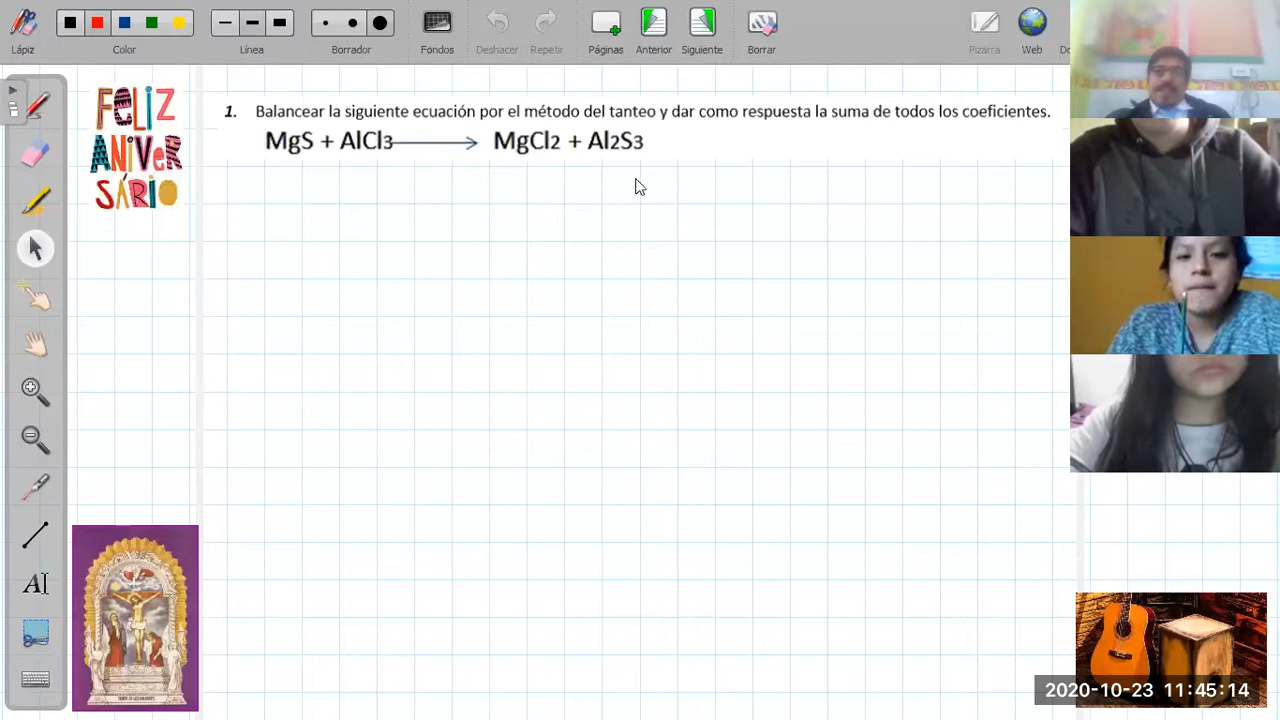 Lápiz
Color
Línea
Borrador
Fondos
Deshacer
Repetir
Páginas
Anterior
Siguiente
Borrar
Pizarra
Web
FELIZ
ANIVER
SÁRIO
1. Balancear la siguiente ecuación por el método del tanteo y dar como respuesta la suma de todos los coeficientes.
MgS + AlCl3 → MgCl2 + Al2S3
AI
2020-10-23 11:45:14